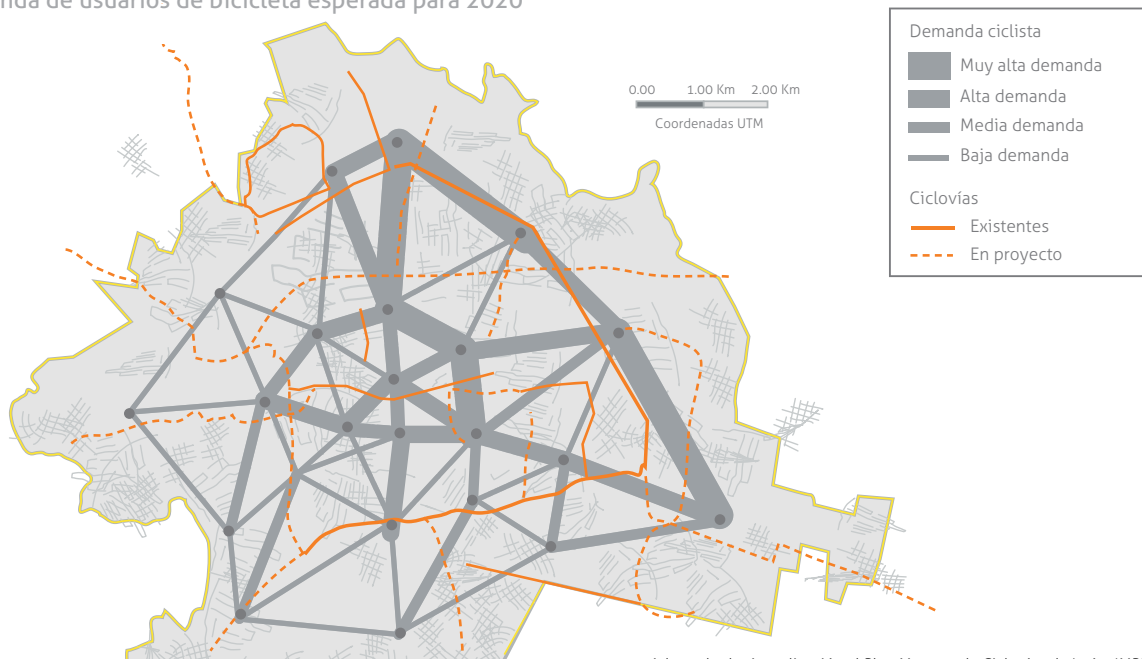 de usuarios de bicicleta esperada para 2020
0.00 1.00 Km 2.00 Km
Coordenadas UTM
Demanda ciclista
Muy alta demanda
Alta demanda
Media demanda
Baja demanda
Ciclovías
Existentes
En proyecto